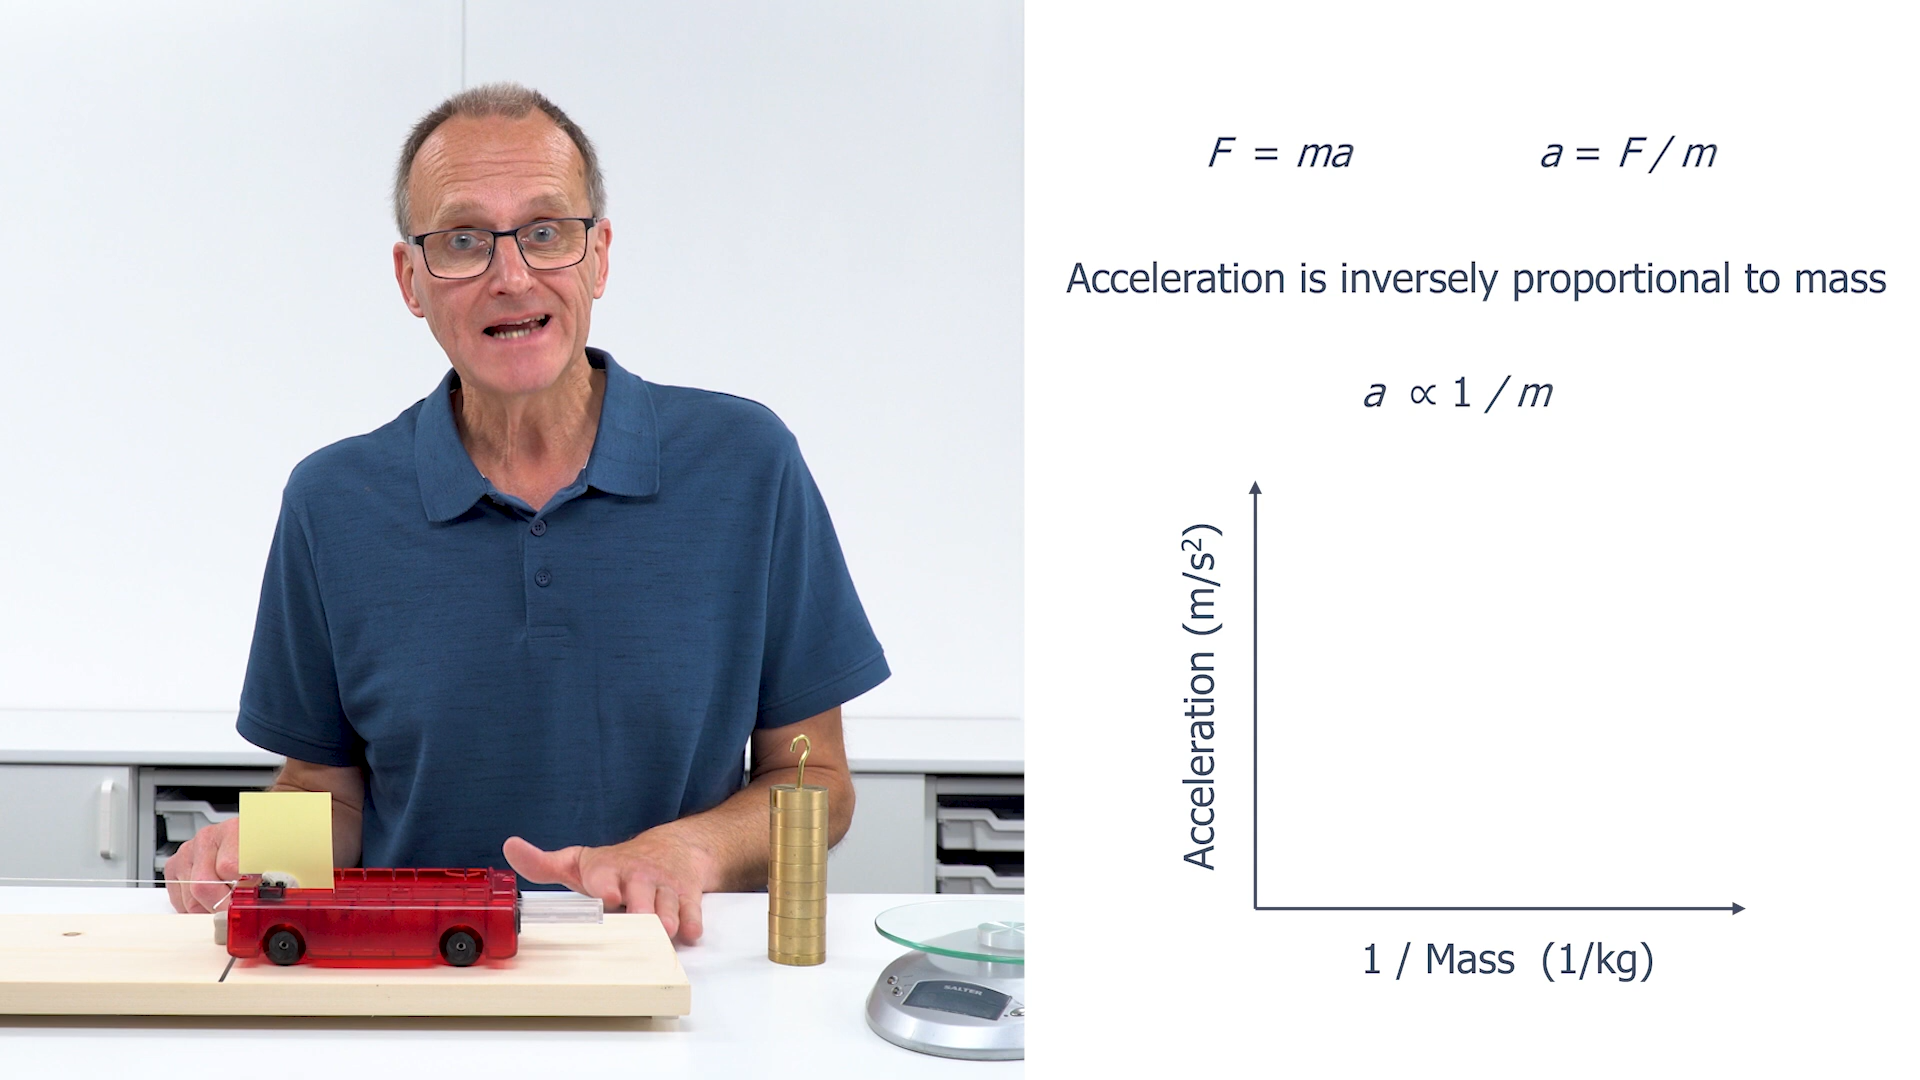 F = ma
a = F / m
Acceleration is inversely proportional to mass
a ∝ 1 / m
Acceleration (m/s²)
1 / Mass (1/kg)
SALTER